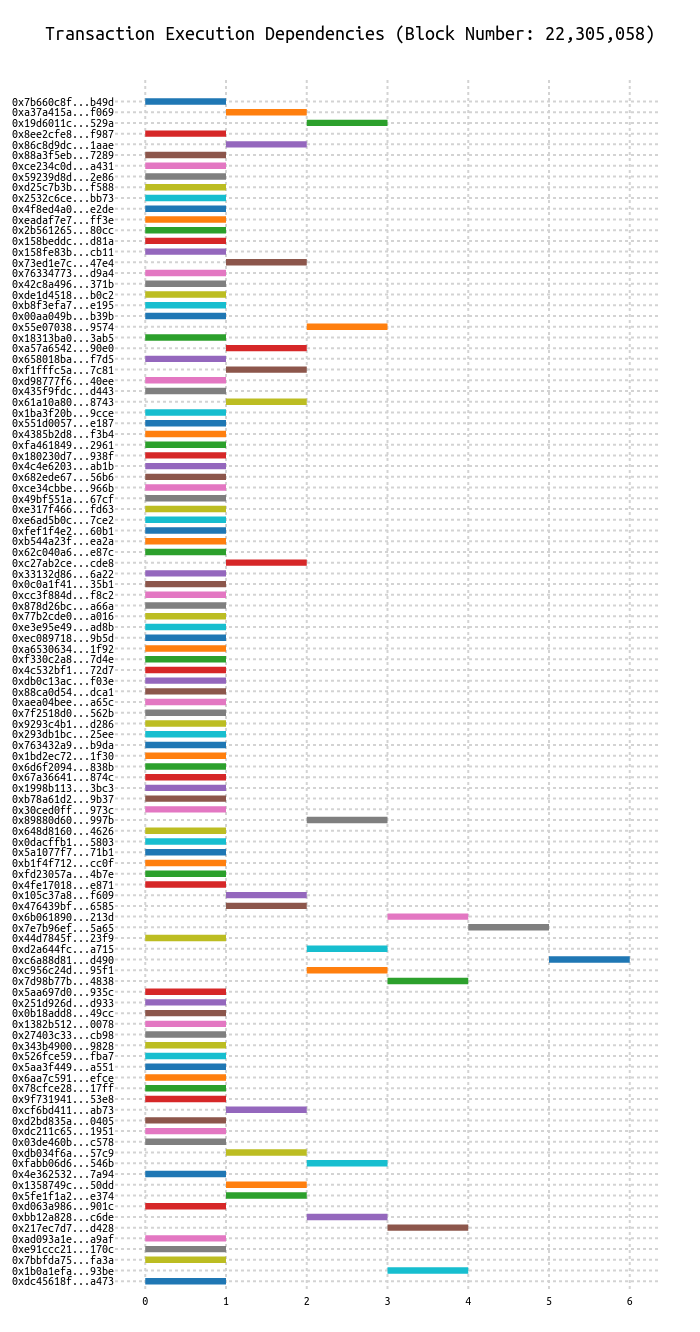 Transaction Execution Dependencies (Block Number: 22,305,058)
0x7b660c8f...b49d
0xa37a415a...f069
0x19d6011c...529a
0x8ee2cfe8...f987
0x86c8d9dc...1aae
0x88a3f5eb...7289
0xce234c0d...a431
0x59239d8d...2e86
0xd25c7b3b...f588
0x2532c6ce...bb73
0x4f8ed4a0...e2de
0xeadaf7e7...ff3e
0x2b561265...80cc
0x158beddc...d81a
0x158fe83b...cb11
0x73ed1e7c...47e4
0x76334773...d9a4
0x42c8a496...371b
0xde1d4518...b0c2
0xb8f3efa7...e195
0x00aa049b...b39b
0x55e07038...9574
0x18313ba0...3ab5
0xa57a6542...90e0
0x658018ba...f7d5
0xf1fffc5a...7c81
0xd98777f6...40ee
0x435f9fdc...d443
0x61a10a80...8743
0x1ba3f20b...9cce
0x551d0057...e187
0x4385b2d8...f3b4
0xfa461849...2961
0x180230d7...938f
0x4c4e6203...ab1b
0x682ede67...56b6
0xce34cbbe...966b
0x49bf551a...67cf
0xe317f466...fd63
0xe6ad5b0c...7ce2
0xfef1f4e2...60b1
0xb544a23f...ea2a
0x62c040a6...e87c
0xc27ab2ce...cde8
0x33132d86...6a22
0x0c0a1f41...35b1
0xcc3f884d...f8c2
0x878d26bc...a66a
0x77b2cde0...a016
0xe3e95e49...ad8b
0xec089718...9b5d
0xa6530634...1f92
0xf330c2a8...7d4e
0x4c532bf1...72d7
0xdb0c13ac...f03e
0x88ca0d54...dca1
0xaea04bee...a65c
0x7f2518d0...562b
0x9293c4b1...d286
0x293db1bc...25ee
0x763432a9...b9da
0x1bd2ec72...1f30
0x6d6f2094...838b
0x67a36641...874c
0x1998b113...3bc3
0xb78a61d2...9b37
0x30ced0ff...973c
0x89880d60...997b
0x648d8160...4626
0x0dacffb1...5803
0x5a1077f7...71b1
0xb1f4f712...cc0f
0xfd23057a...4b7e
0x4fe17018...e871
0x105c37a8...f609
0x476439bf...6585
0x6b061890...213d
0x7e7b96ef...5a65
0x44d7845f...23f9
0xd2a644fc...a715
0xc6a88d81...d490
0xc956c24d...95f1
0x7d98b77b...4838
0x5aa697d0...935c
0x251d926d...d933
0x0b18add8...49cc
0x1382b512...0078
0x27403c33...cb98
0x343b4900...9828
0x526fce59...fba7
0x5aa3f449...a551
0x6aa7c591...efce
0x78cfce28...17ff
0x9f731941...53e8
0xcf6bd411...ab73
0xd2bd835a...0405
0xdc211c65...1951
0x03de460b...c578
0xdb034f6a...57c9
0xfabb06d6...546b
0x4e362532...7a94
0x1358749c...50dd
0x5fe1f1a2...e374
0xd063a986...901c
0xbb12a828...c6de
0x217ec7d7...d428
0xad093a1e...a9af
0xe91ccc21...170c
0x7bbfda75...fa3a
0x1b0a1efa...93be
0xdc45618f...a473
0 1 2 3 4 5 6